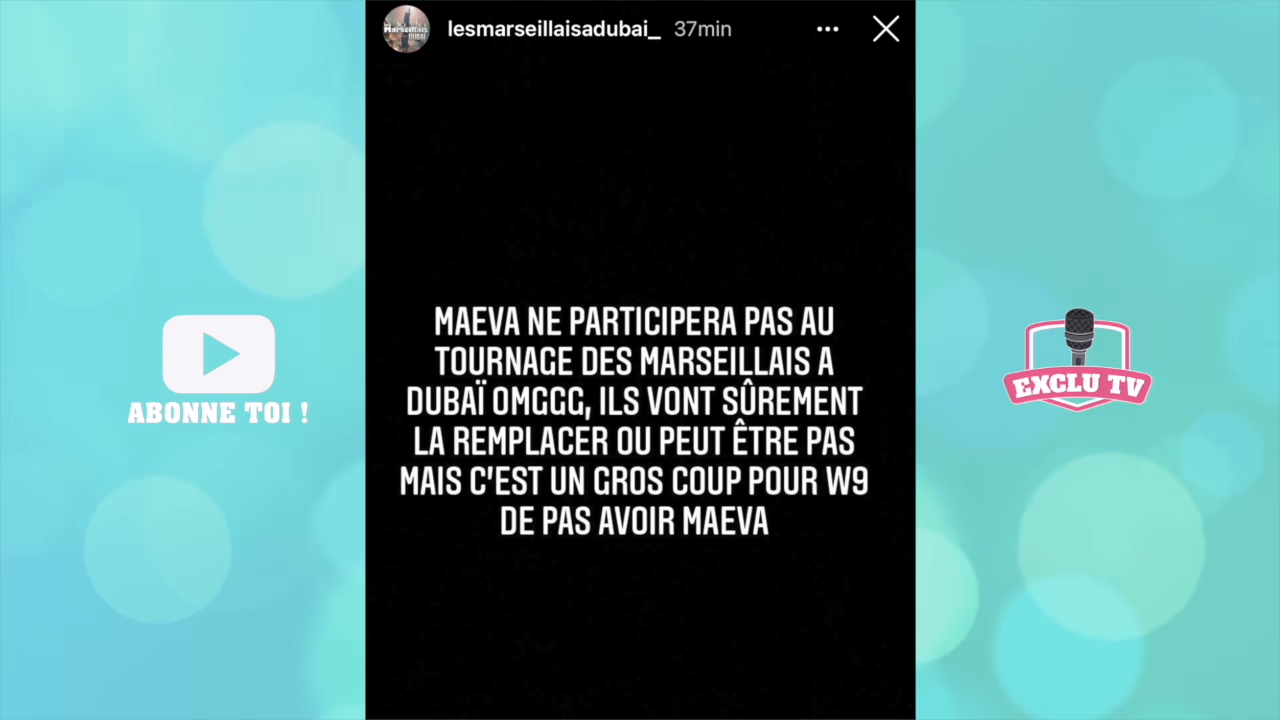 lesmarseillaisadubai_ 37min
MAEVA NE PARTICIPERA PAS AU
TOURNAGE DES MARSEILLAIS A
DUBAÏ OMGGG, ILS VONT SÛREMENT
LA REMPLACER OU PEUT ÊTRE PAS
MAIS C'EST UN GROS COUP POUR W9
DE PAS AVOIR MAEVA
ABONNE TOI !
EXCLU TV